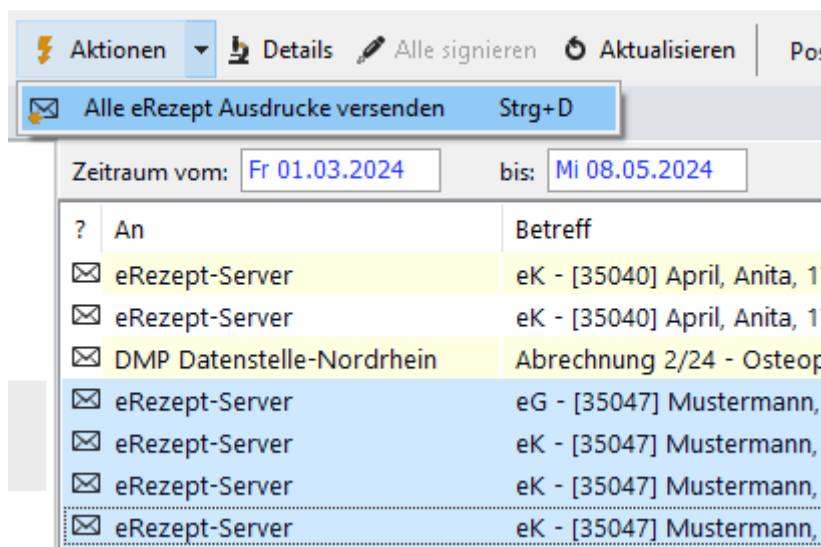 Aktionen Details Alle signieren Aktualisieren
Alle eRezept Ausdrucke versenden Strg+D
Zeitraum vom: Fr 01.03.2024 bis: Mi 08.05.2024
? An Betreff
eRezept-Server eK - [35040] April, Anita,
eRezept-Server eK - [35040] April, Anita,
DMP Datenstelle-Nordrhein Abrechnung 2/24 -
eRezept-Server eG - [35047] Mustermann,
eRezept-Server eK - [35047] Mustermann,
eRezept-Server eK - [35047] Mustermann,
eRezept-Server eK - [35047] Mustermann,